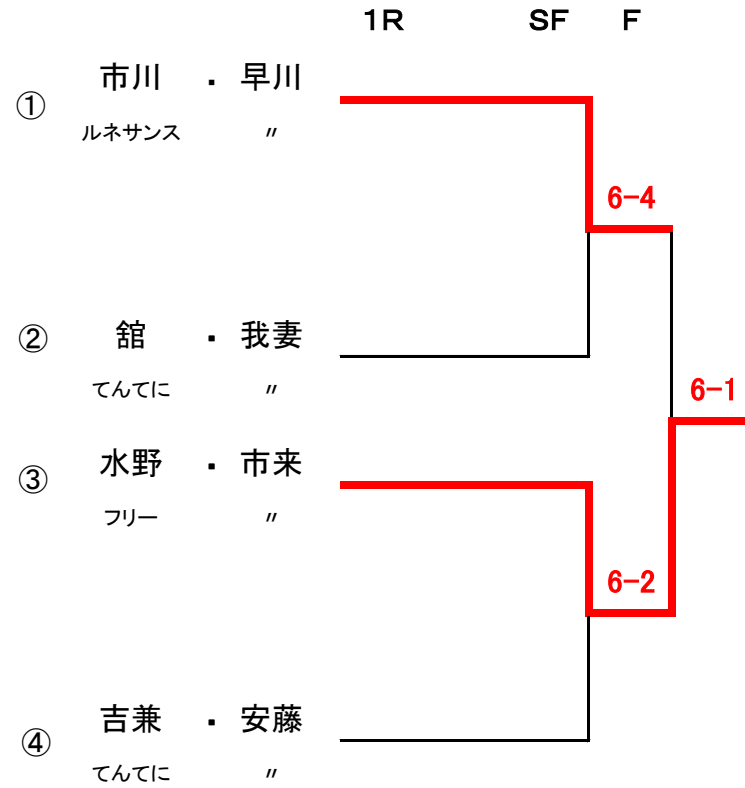 1R SF F
① 市川 ・ 早川
ルネサンス 〃
6-4
② 舘 ・ 我妻
てんてに 〃
6-1
③ 水野 ・ 市来
フリー 〃
6-2
④ 吉兼 ・ 安藤
てんてに 〃